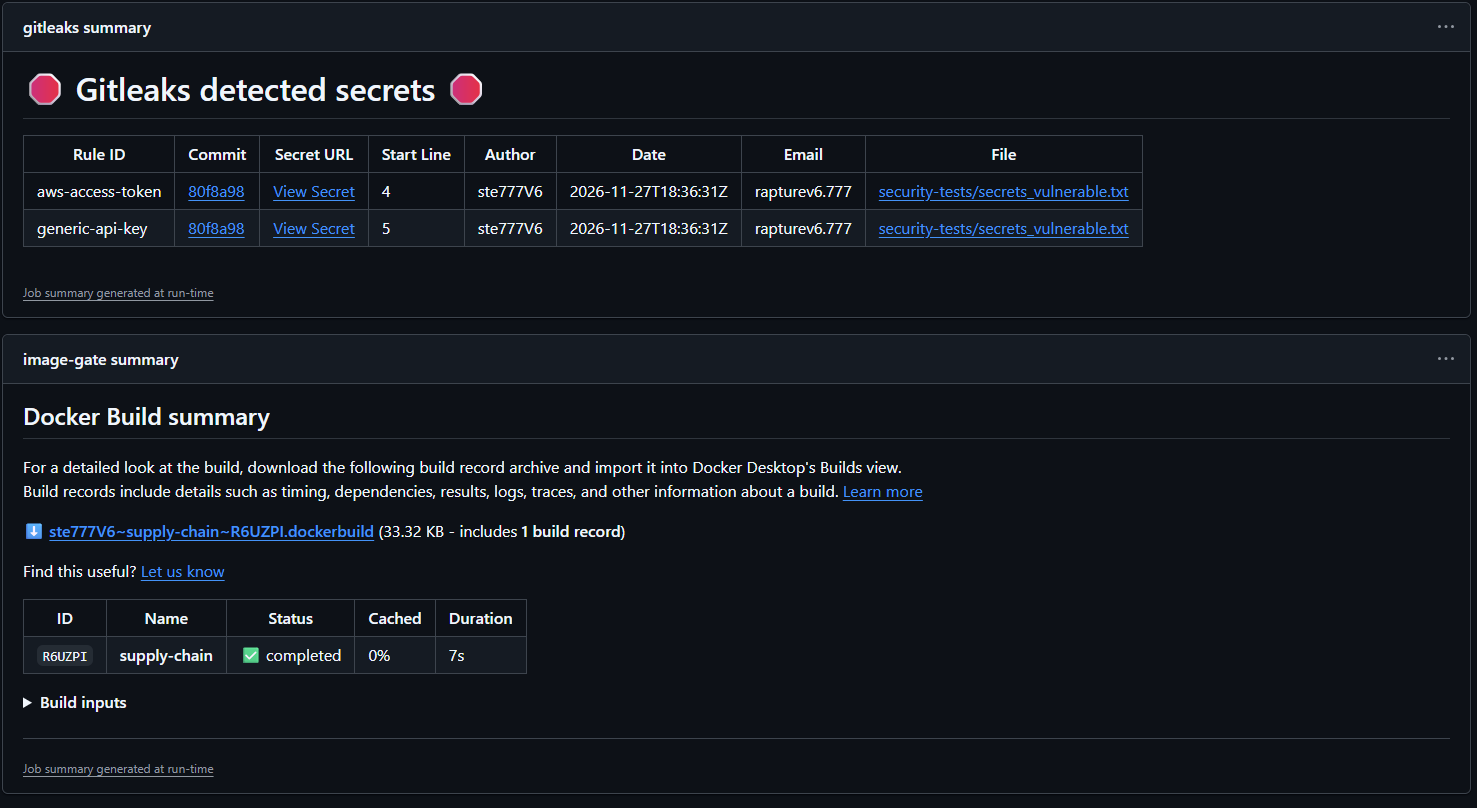 gitleaks summary
Gitleaks detected secrets
Rule ID Commit Secret URL Start Line Author Date Email File
aws-access-token 80f8a98 View Secret 4 ste777V6 2026-11-27T18:36:31Z rapturev6.777 security-tests/secrets_vulnerable.txt
generic-api-key 80f8a98 View Secret 5 ste777V6 2026-11-27T18:36:31Z rapturev6.777 security-tests/secrets_vulnerable.txt
Job summary generated at run-time
image-gate summary
Docker Build summary
For a detailed look at the build, download the following build record archive and import it into Docker Desktop's Builds view.
Build records include details such as timing, dependencies, results, logs, traces, and other information about a build. Learn more
ste777V6~supply-chain~R6UZPI.dockerbuild (33.32 KB - includes 1 build record)
Find this useful? Let us know
ID Name Status Cached Duration
R6UZPI supply-chain completed 0% 7s
Build inputs
Job summary generated at run-time